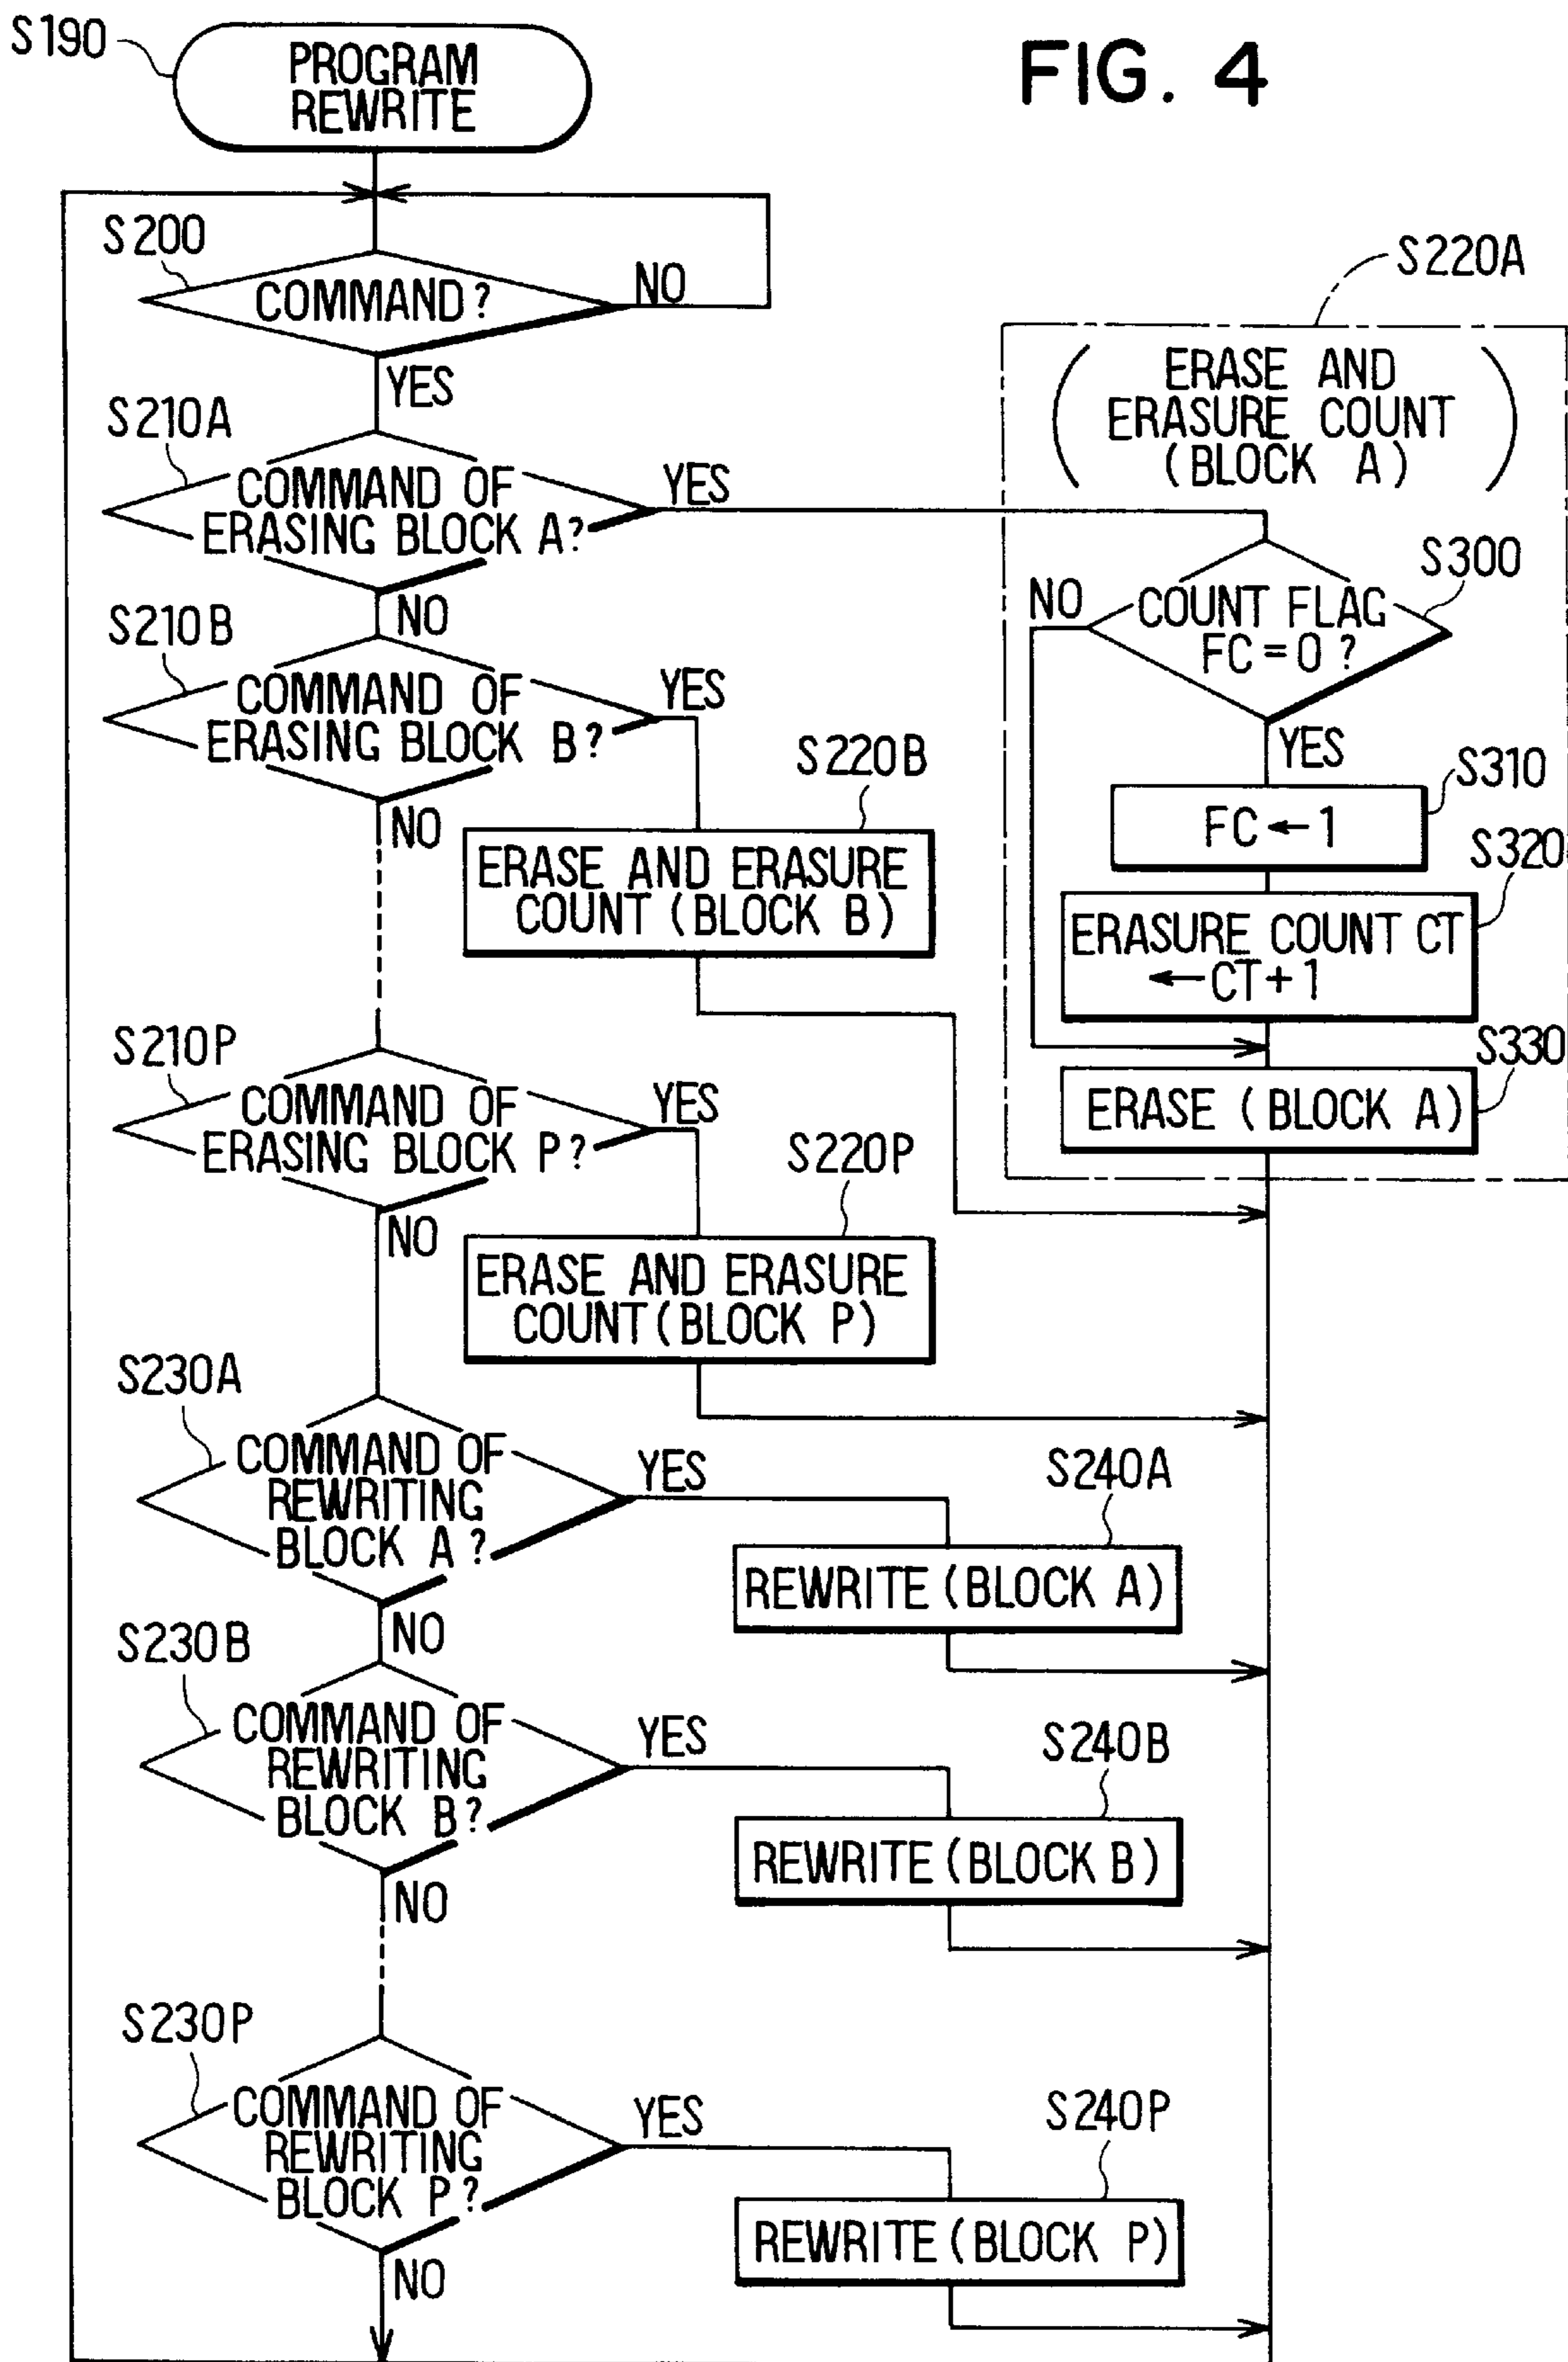 FIG. 4
S190
PROGRAM
REWRITE
S200
COMMAND?
NO
YES
S210A
COMMAND OF
ERASING BLOCK A?
YES
NO
S210B
COMMAND OF
ERASING BLOCK B?
YES
NO
S220B
ERASE AND ERASURE
COUNT (BLOCK B)
S210P
COMMAND OF
ERASING BLOCK P?
YES
NO
S220P
ERASE AND ERASURE
COUNT (BLOCK P)
S230A
COMMAND OF
REWRITING
BLOCK A?
YES
NO
S240A
REWRITE (BLOCK A)
S230B
COMMAND OF
REWRITING
BLOCK B?
YES
NO
S240B
REWRITE (BLOCK B)
S230P
COMMAND OF
REWRITING
BLOCK P?
YES
NO
S240P
REWRITE (BLOCK P)
S220A
( ERASE AND
ERASURE COUNT
(BLOCK A) )
S300
COUNT FLAG
FC=0?
NO
YES
S310
FC←1
S320
ERASURE COUNT CT
←CT+1
S330
ERASE (BLOCK A)